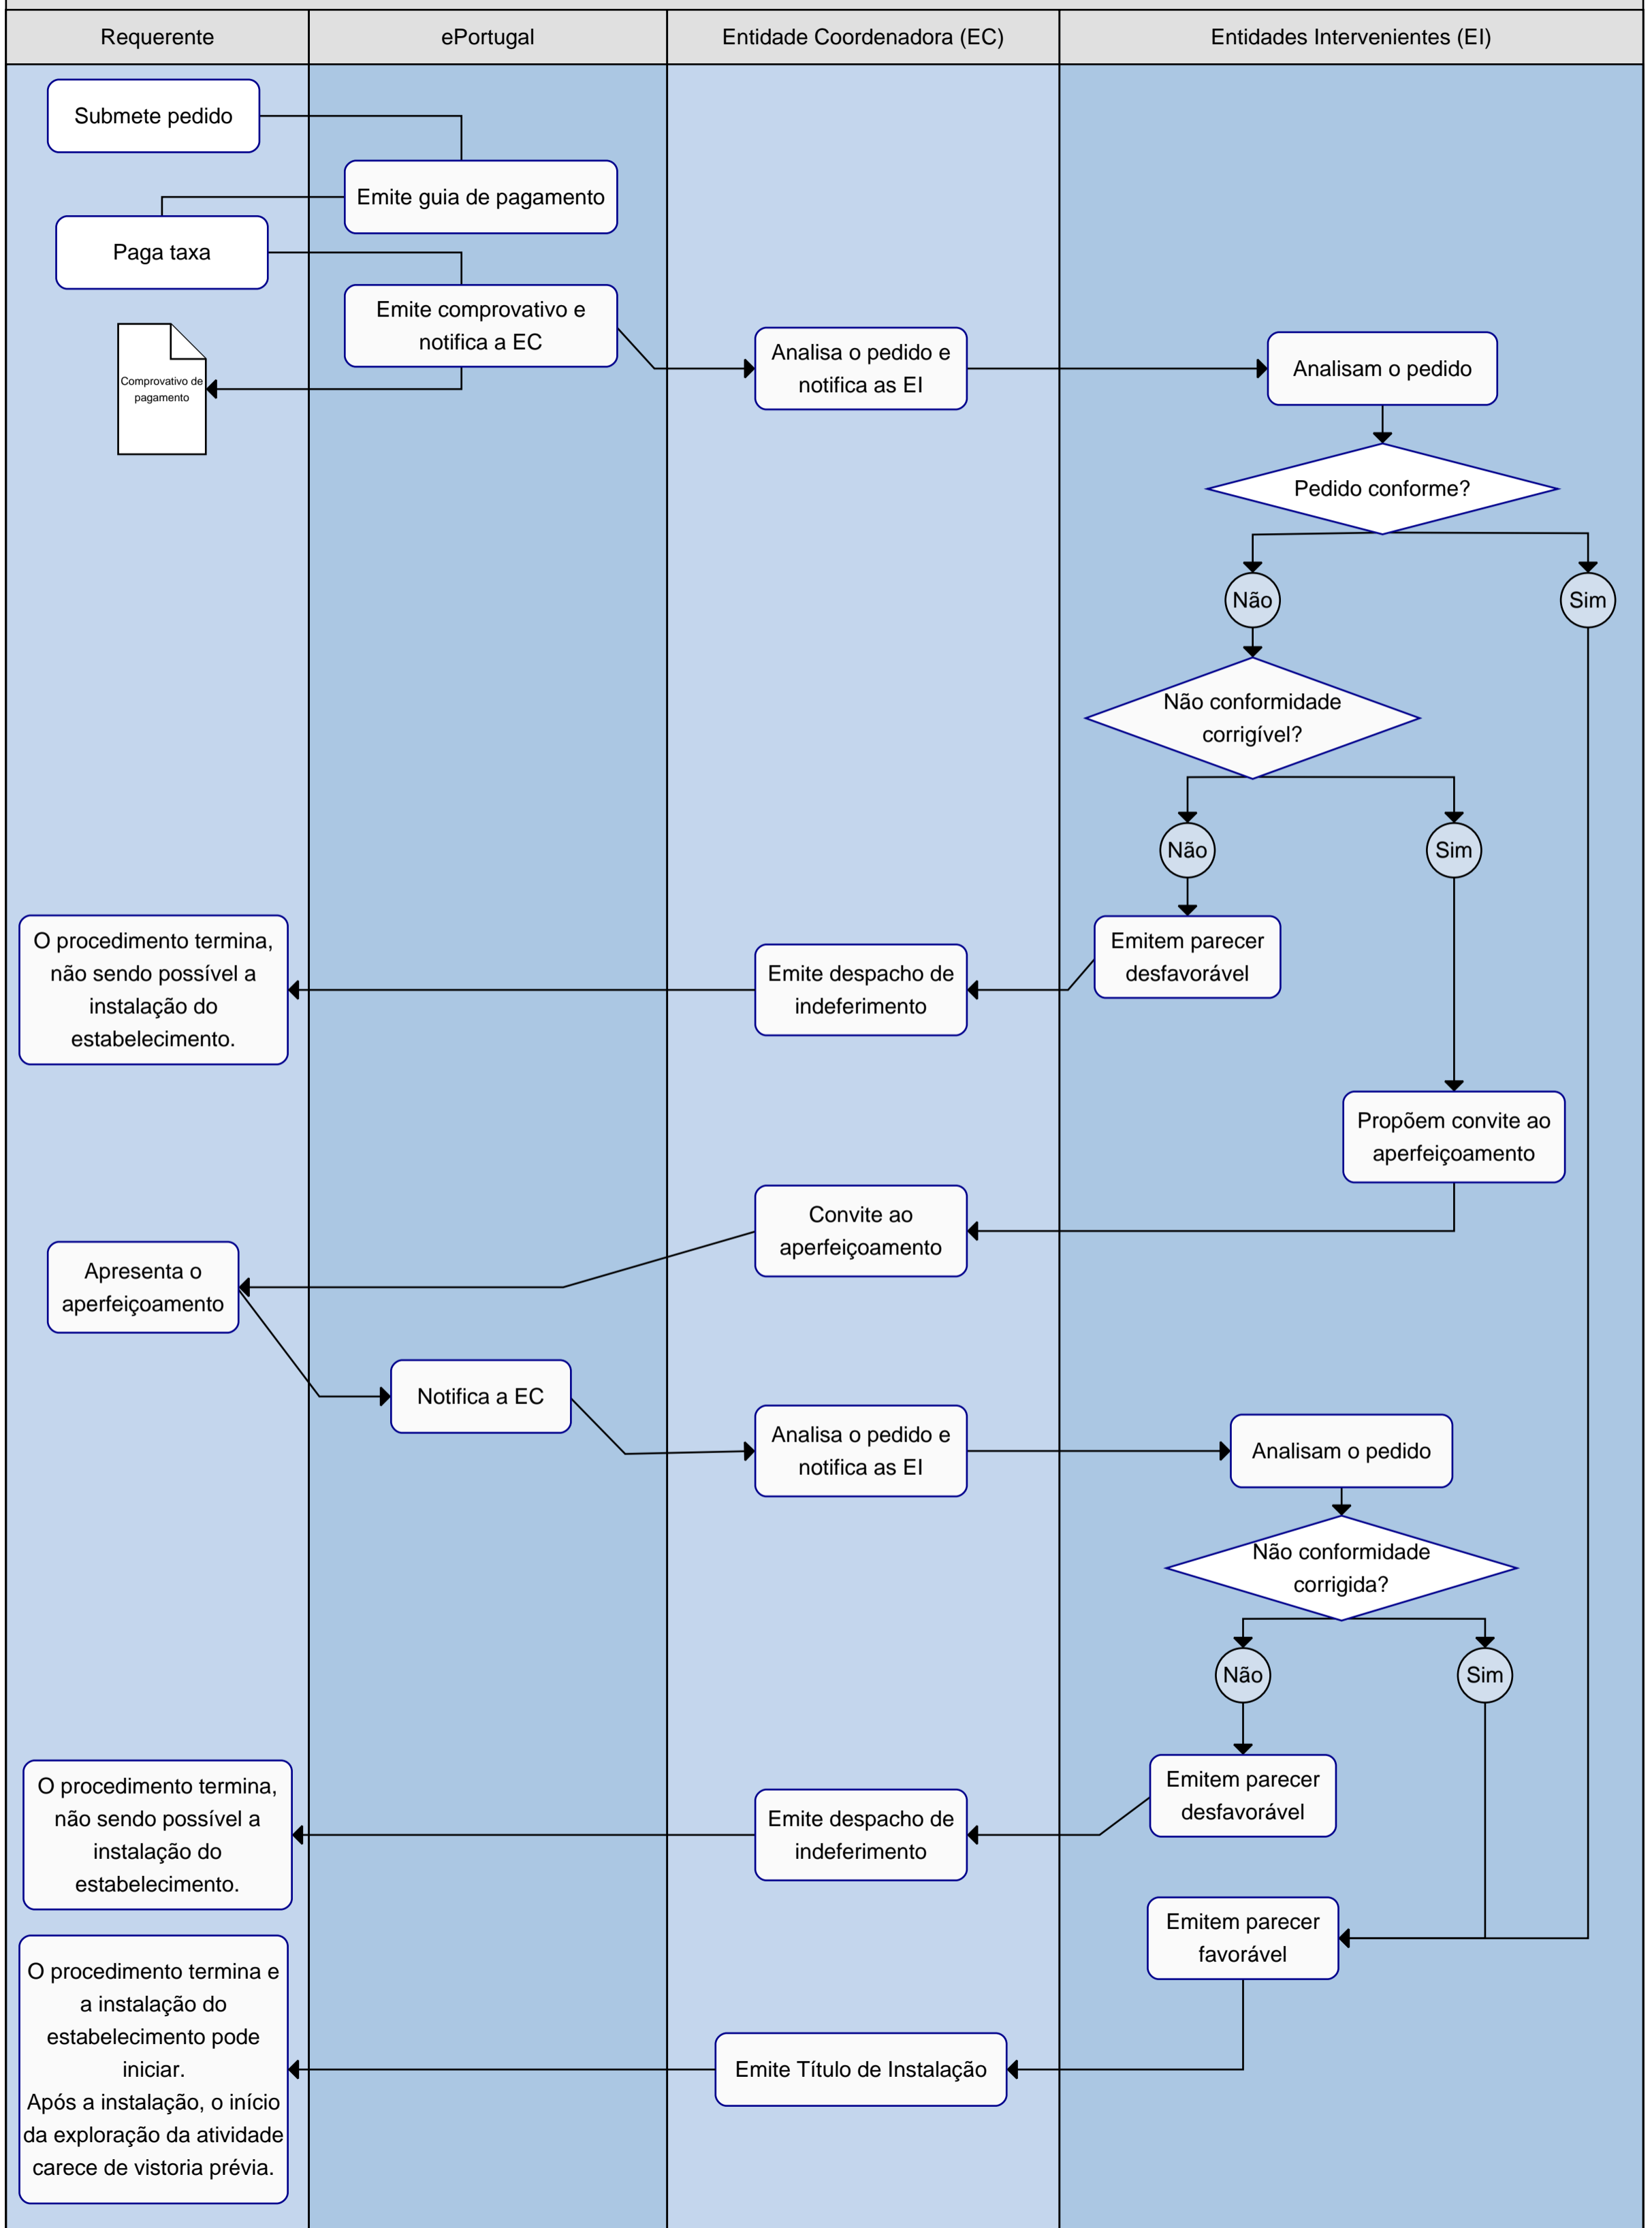 Requerente
ePortugal
Entidade Coordenadora (EC)
Entidades Intervenientes (EI)
Submete pedido
Emite guia de pagamento
Paga taxa
Emite comprovativo e
notifica a EC
Comprovativo de
pagamento
Analisa o pedido e
notifica as EI
Analisam o pedido
Pedido conforme?
Não
Sim
Não conformidade
corrigível?
Não
Sim
Emitem parecer
desfavorável
Emite despacho de
indeferimento
O procedimento termina,
não sendo possível a
instalação do
estabelecimento.
Propõem convite ao
aperfeiçoamento
Convite ao
aperfeiçoamento
Apresenta o
aperfeiçoamento
Notifica a EC
Analisa o pedido e
notifica as EI
Analisam o pedido
Não conformidade
corrigida?
Não
Sim
Emitem parecer
desfavorável
Emite despacho de
indeferimento
O procedimento termina,
não sendo possível a
instalação do
estabelecimento.
Emitem parecer
favorável
Emite Título de Instalação
O procedimento termina e
a instalação do
estabelecimento pode
iniciar.
Após a instalação, o início
da exploração da atividade
carece de vistoria prévia.